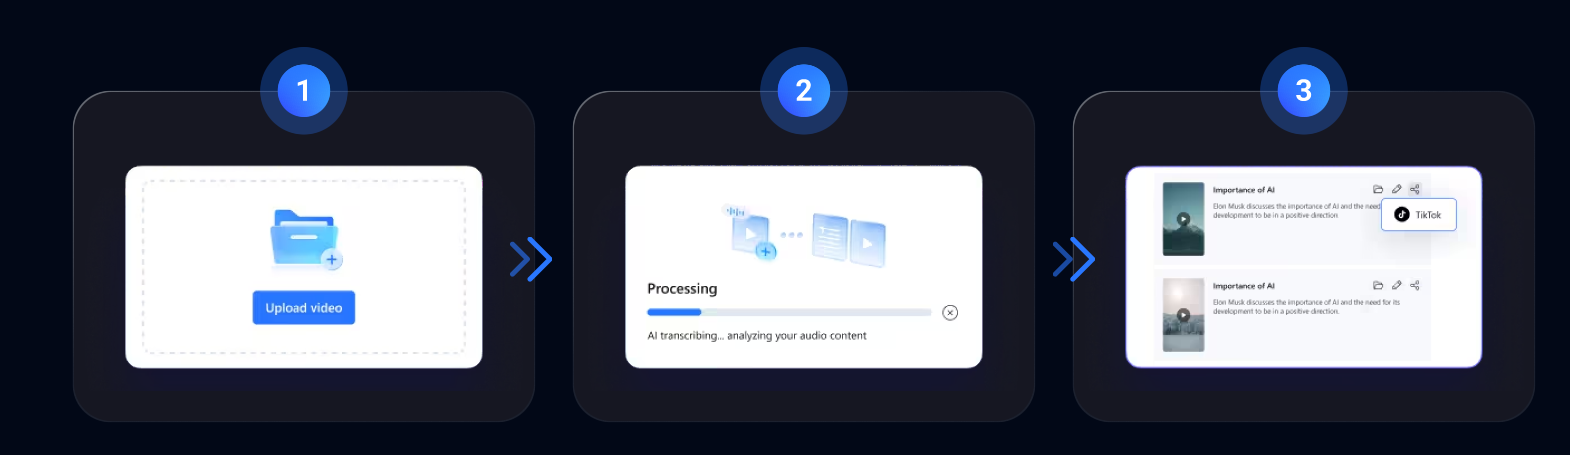 1
2
3
Upload video
Processing
AI transcribing... analyzing your audio content
Importance of AI
Elon Musk discusses the importance of AI and the need
development to be in a positive direction.
TikTok
Importance of AI
Elon Musk discusses the importance of AI and the need for its
development to be in a positive direction.